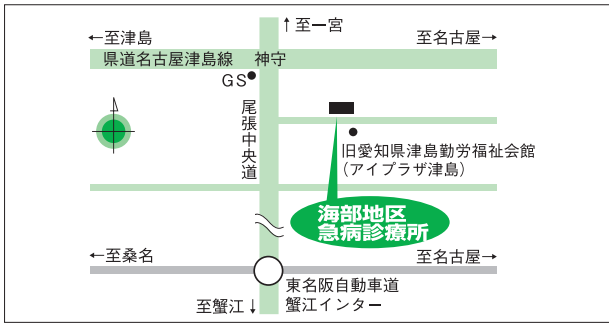 ↑至一宮
←至津島
至名古屋→
県道名古屋津島線
神守
GS
尾張中央道
旧愛知県津島勤労福祉会館
(アイプラザ津島)
海部地区
急病診療所
←至桑名
至名古屋→
東名阪自動車道
蟹江インター
至蟹江↓